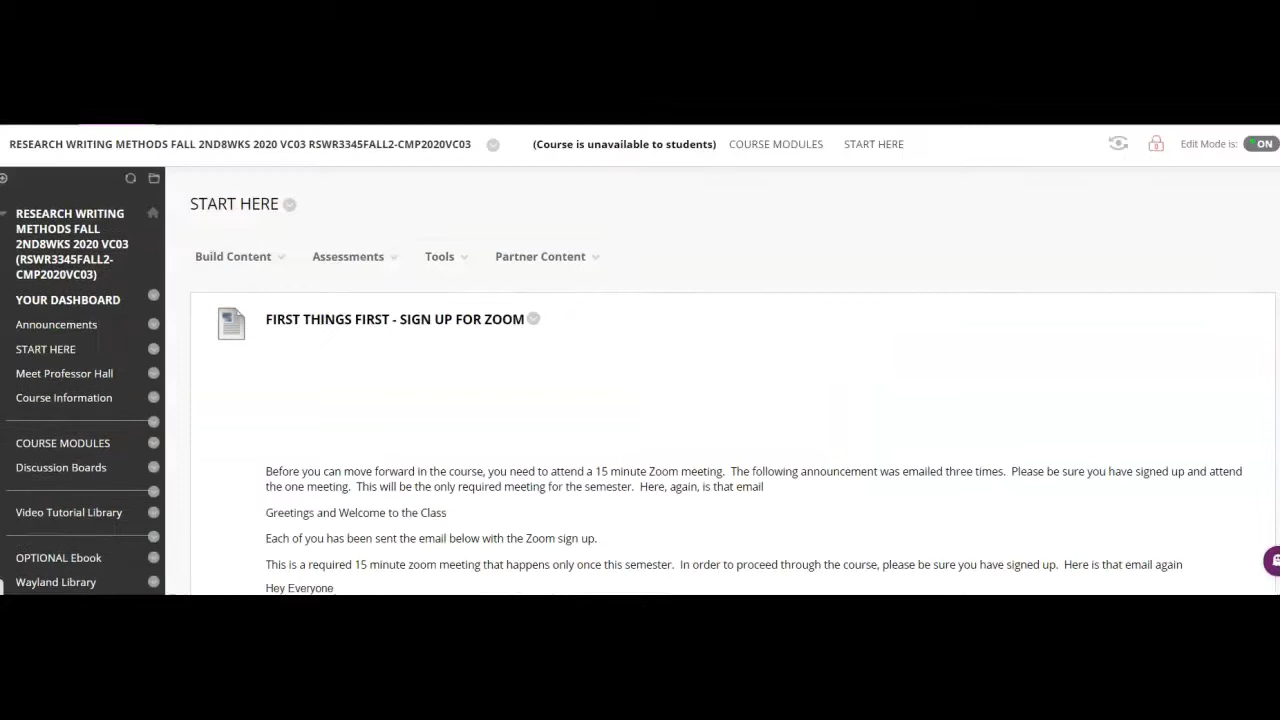 RESEARCH WRITING METHODS FALL 2ND8WKS 2020 VC03 RSWR3345FALL2-CMP2020VC03 (Course is unavailable to students) COURSE MODULES START HERE Edit Mode is: ON
RESEARCH WRITING
METHODS FALL
2ND8WKS 2020 VC03
(RSWR3345FALL2-
CMP2020VC03)
YOUR DASHBOARD
Announcements
START HERE
Meet Professor Hall
Course Information
COURSE MODULES
Discussion Boards
Video Tutorial Library
OPTIONAL Ebook
Wayland Library
START HERE
Build Content Assessments Tools Partner Content
FIRST THINGS FIRST - SIGN UP FOR ZOOM
Before you can move forward in the course, you need to attend a 15 minute Zoom meeting. The following announcement was emailed three times. Please be sure you have signed up and attend
the one meeting. This will be the only required meeting for the semester. Here, again, is that email
Greetings and Welcome to the Class
Each of you has been sent the email below with the Zoom sign up.
This is a required 15 minute zoom meeting that happens only once this semester. In order to proceed through the course, please be sure you have signed up. Here is that email again
Hey Everyone